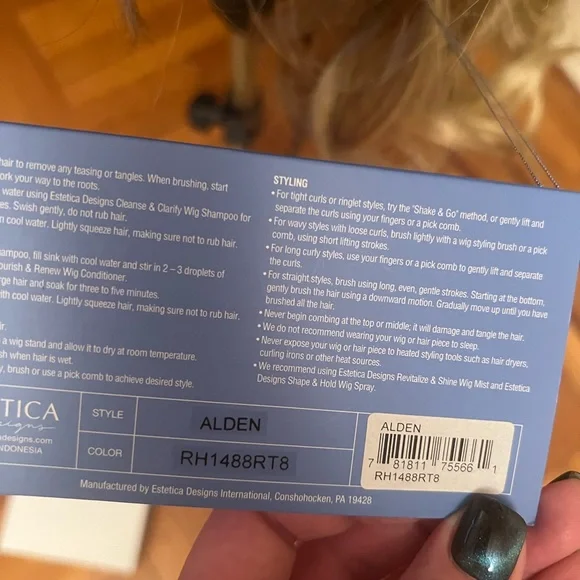 hair to remove any teasing or tangles. When brushing, start
ork your way to the roots.
water using Estetica Designs Cleanse & Clarify Wig Shampoo for
es. Swish gently, do not rub hair.
n cool water. Lightly squeeze hair, making sure not to rub hair.
ampoo, fill sink with cool water and stir in 2 – 3 droplets of
ourish & Renew Wig Conditioner.
rge hair and soak for three to five minutes.
ith cool water. Lightly squeeze hair, making sure not to rub hair.
ir.
a wig stand and allow it to dry at room temperature.
sh when hair is wet.
y, brush or use a pick comb to achieve desired style.
STYLING
• For tight curls or ringlet styles, try the "Shake & Go" method, or gently lift and
separate the curls using your fingers or a pick comb.
• For wavy styles with loose curls, brush lightly with a wig styling brush or a pick
comb, using short lifting strokes.
• For long curly styles, use your fingers or a pick comb to gently lift and separate
the curls.
• For straight styles, brush using long, even, gentle strokes. Starting at the bottom,
gently brush the hair using a downward motion. Gradually move up until you have
brushed all the hair.
• Never begin combing at the top or middle; it will damage and tangle the hair.
• We do not recommend wearing your wig or hair piece to sleep.
• Never expose your wig or hair piece to heated styling tools such as hair dryers,
curling irons or other heat sources.
• We recommend using Estetica Designs Revitalize & Shine Wig Mist and Estetica
Designs Shape & Hold Wig Spray.
TICA
signs
adesigns.com
NDONESIA
STYLE ALDEN
COLOR RH1488RT8
ALDEN
7 81811 75566 1
RH1488RT8
Manufactured by Estetica Designs International, Conshohocken, PA 19428